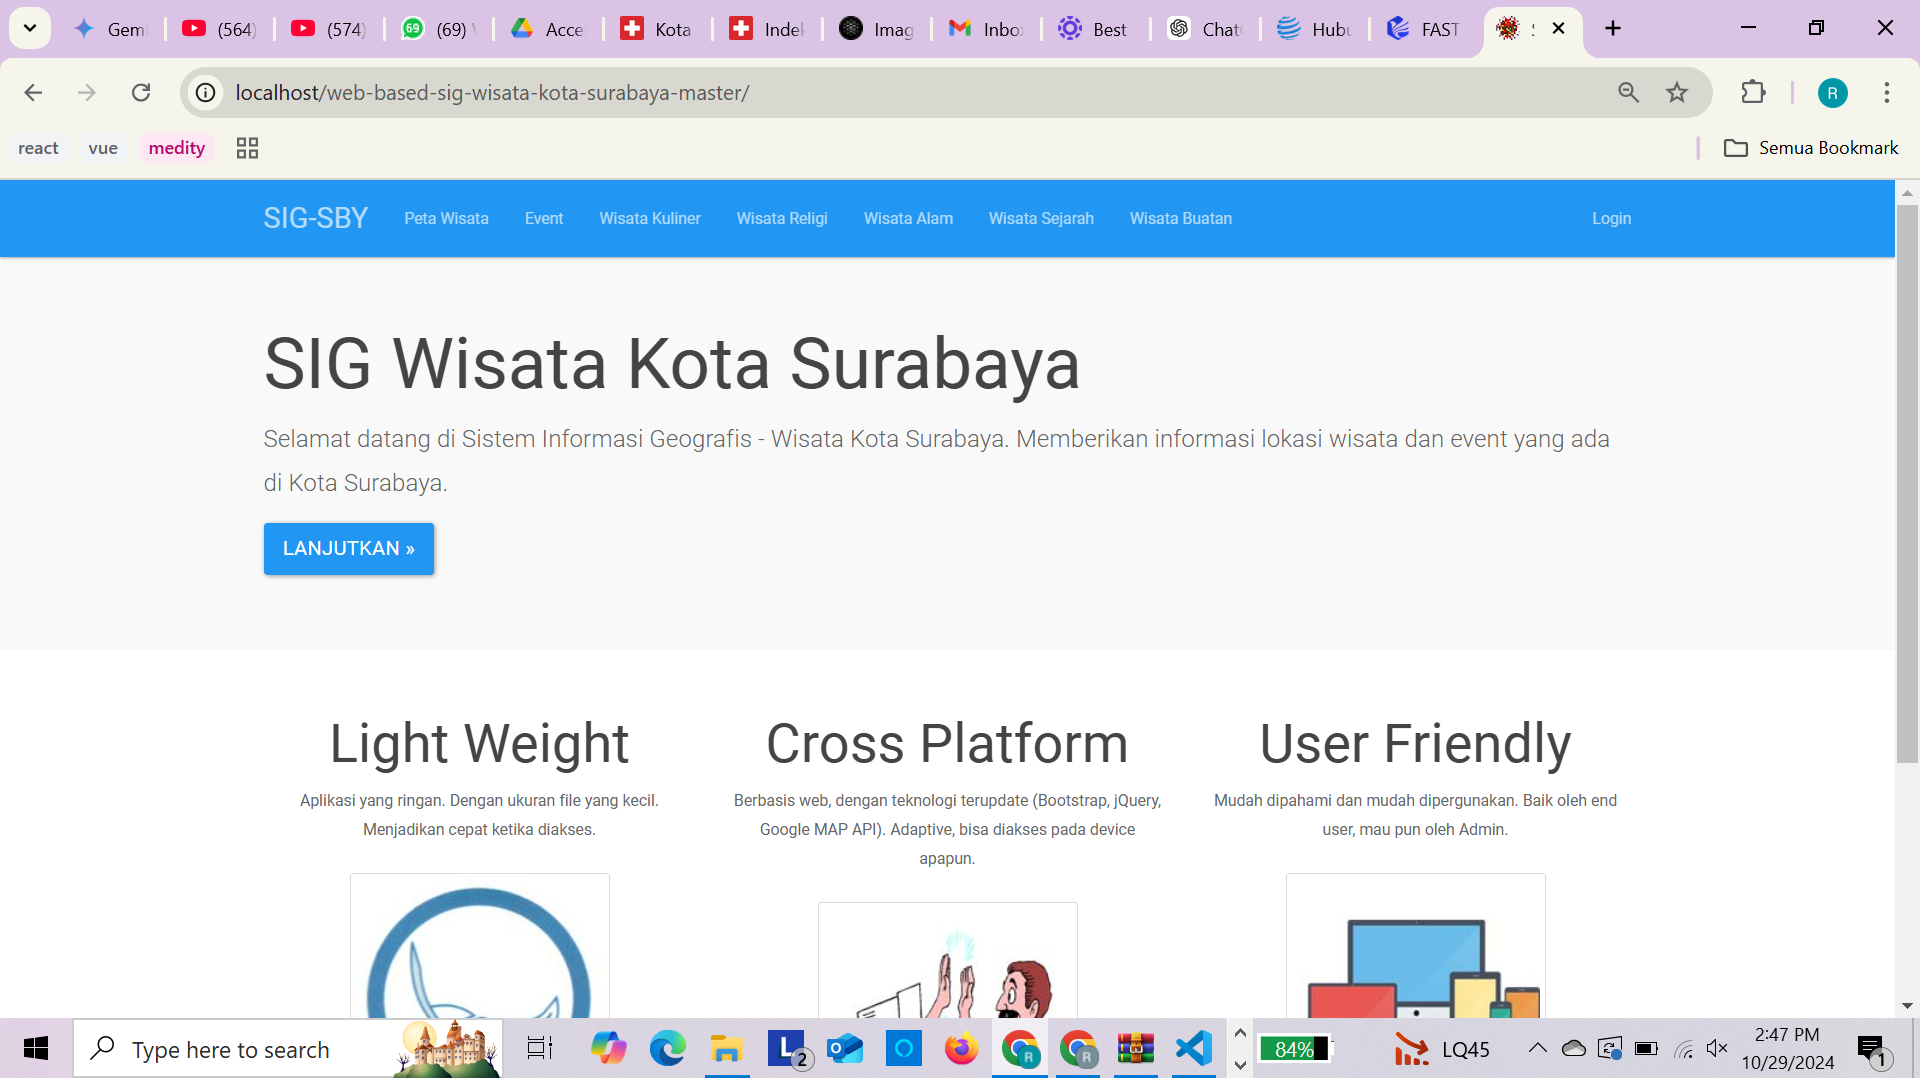 Gemi
(564)
(574)
69
(69)
Acce
Kota
Indek
Imag
Inbo
Best
Chat
Hubu
FAST
localhost/web-based-sig-wisata-kota-surabaya-master/
R
react
vue
medity
Semua Bookmark
SIG-SBY
Peta Wisata
Event
Wisata Kuliner
Wisata Religi
Wisata Alam
Wisata Sejarah
Wisata Buatan
Login
SIG Wisata Kota Surabaya
Selamat datang di Sistem Informasi Geografis - Wisata Kota Surabaya. Memberikan informasi lokasi wisata dan event yang ada
di Kota Surabaya.
LANJUTKAN »
Light Weight
Aplikasi yang ringan. Dengan ukuran file yang kecil.
Menjadikan cepat ketika diakses.
Cross Platform
Berbasis web, dengan teknologi terupdate (Bootstrap, jQuery,
Google MAP API). Adaptive, bisa diakses pada device
apapun.
User Friendly
Mudah dipahami dan mudah dipergunakan. Baik oleh end
user, mau pun oleh Admin.
Type here to search
L
2
R
R
84%
LQ45
2:47 PM
10/29/2024
1